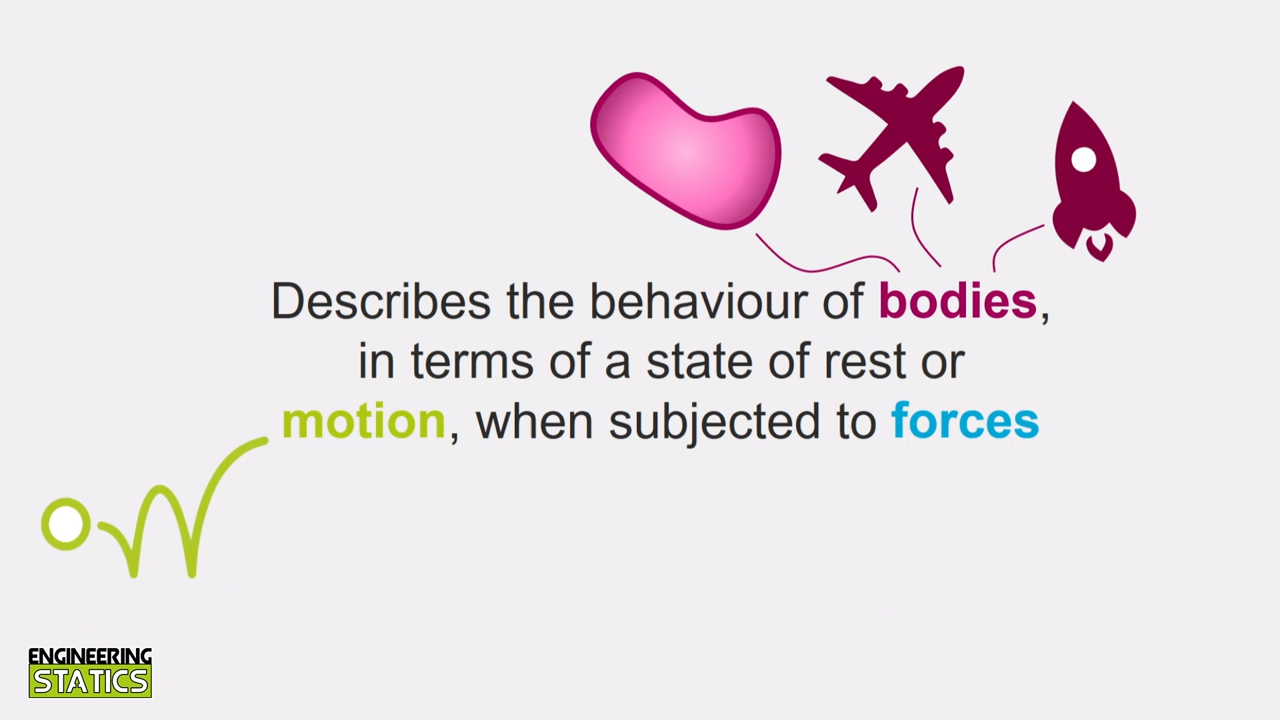 Describes the behaviour of bodies,
in terms of a state of rest or
motion, when subjected to forces
ENGINEERING
STATICS